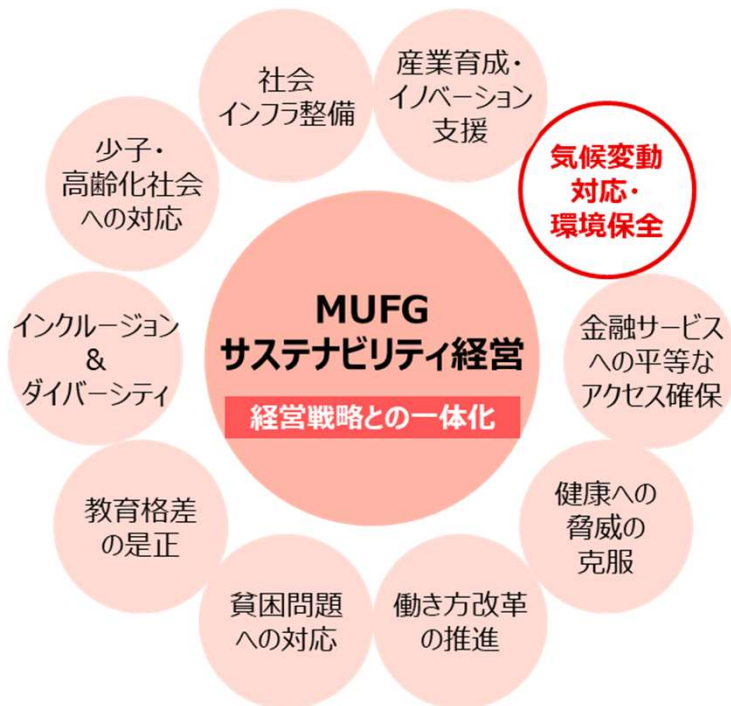 社会
インフラ整備
産業育成・
イノベーション
支援
気候変動
対応・
環境保全
金融サービス
への平等な
アクセス確保
健康への
脅威の
克服
働き方改革
の推進
貧困問題
への対応
教育格差
の是正
インクルージョン
&
ダイバーシティ
少子・
高齢化社会
への対応
MUFG
サステナビリティ経営
経営戦略との一体化